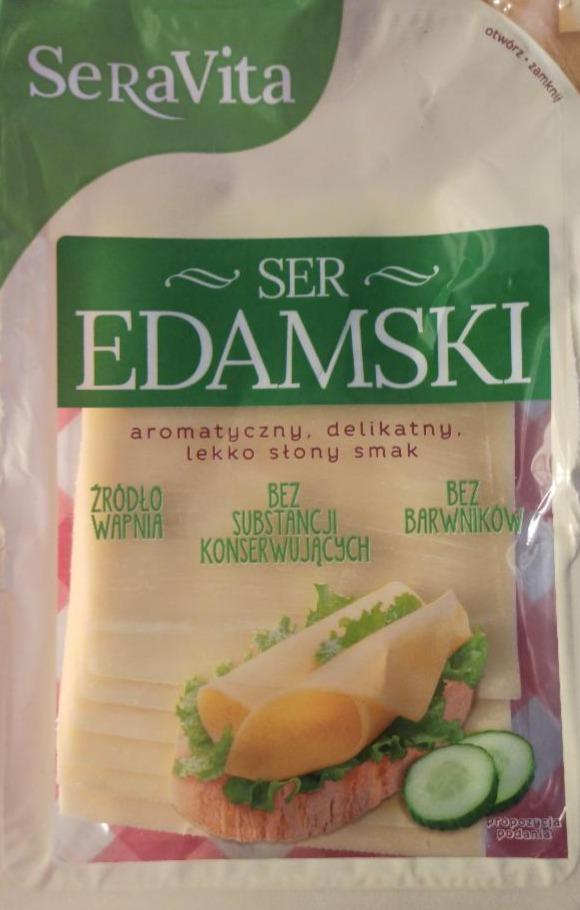 SeRaVita
otwórz • zamknij
SER
EDAMSKI
aromatyczny, delikatny,
lekko słony smak
ŹRÓDŁO
WAPNIA
BEZ
SUBSTANCJI
KONSERWUJĄCYCH
BEZ
BARWNIKÓW
propozycja
podania